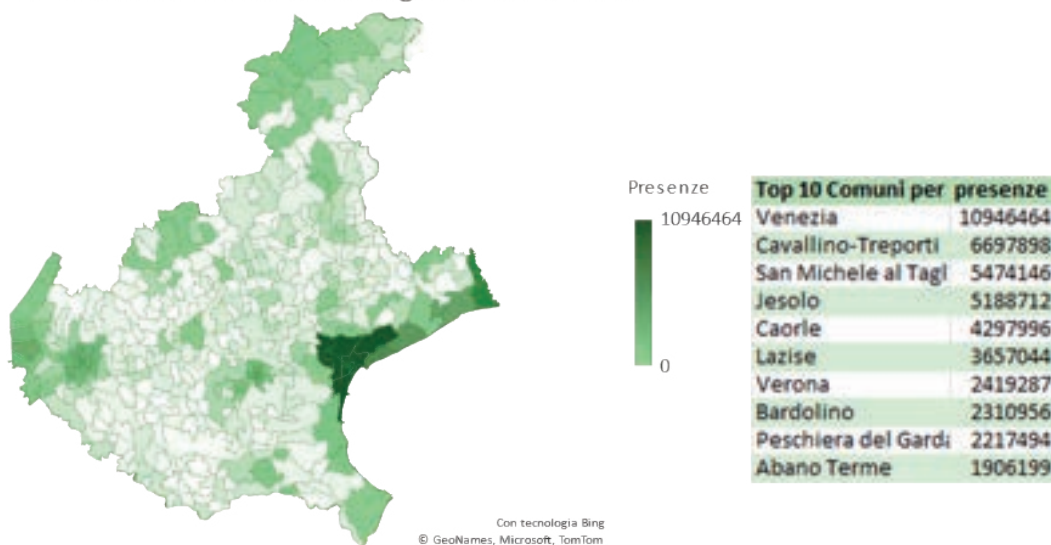 Presenze
10946464
0
Top 10 Comuni per presenze
Venezia 10946464
Cavallino-Treporti 6697898
San Michele al Tagl 5474146
Jesolo 5188712
Caorle 4297996
Lazise 3657044
Verona 2419287
Bardolino 2310956
Peschiera del Garda 2217494
Abano Terme 1906199
Con tecnologia Bing
© GeoNames, Microsoft, TomTom